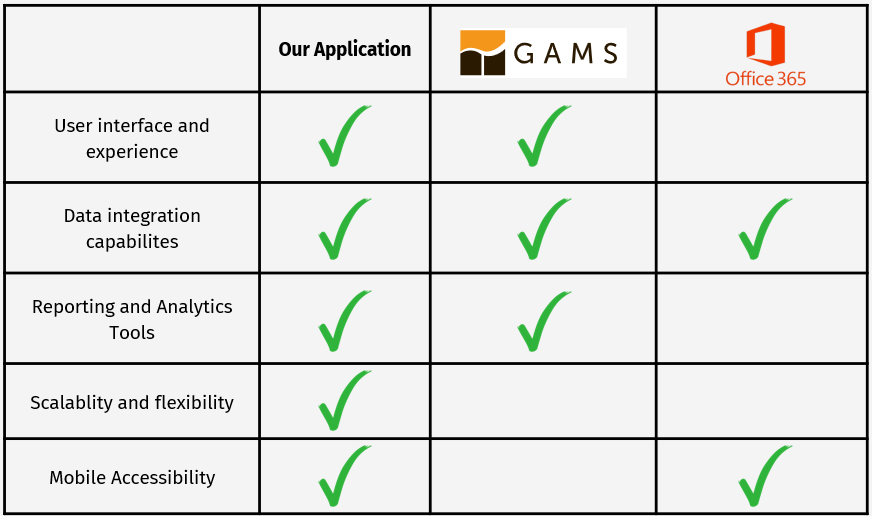 Our Application
GAMS
Office 365
User interface and
experience
Data integration
capabilites
Reporting and Analytics
Tools
Scalablity and flexibility
Mobile Accessibility